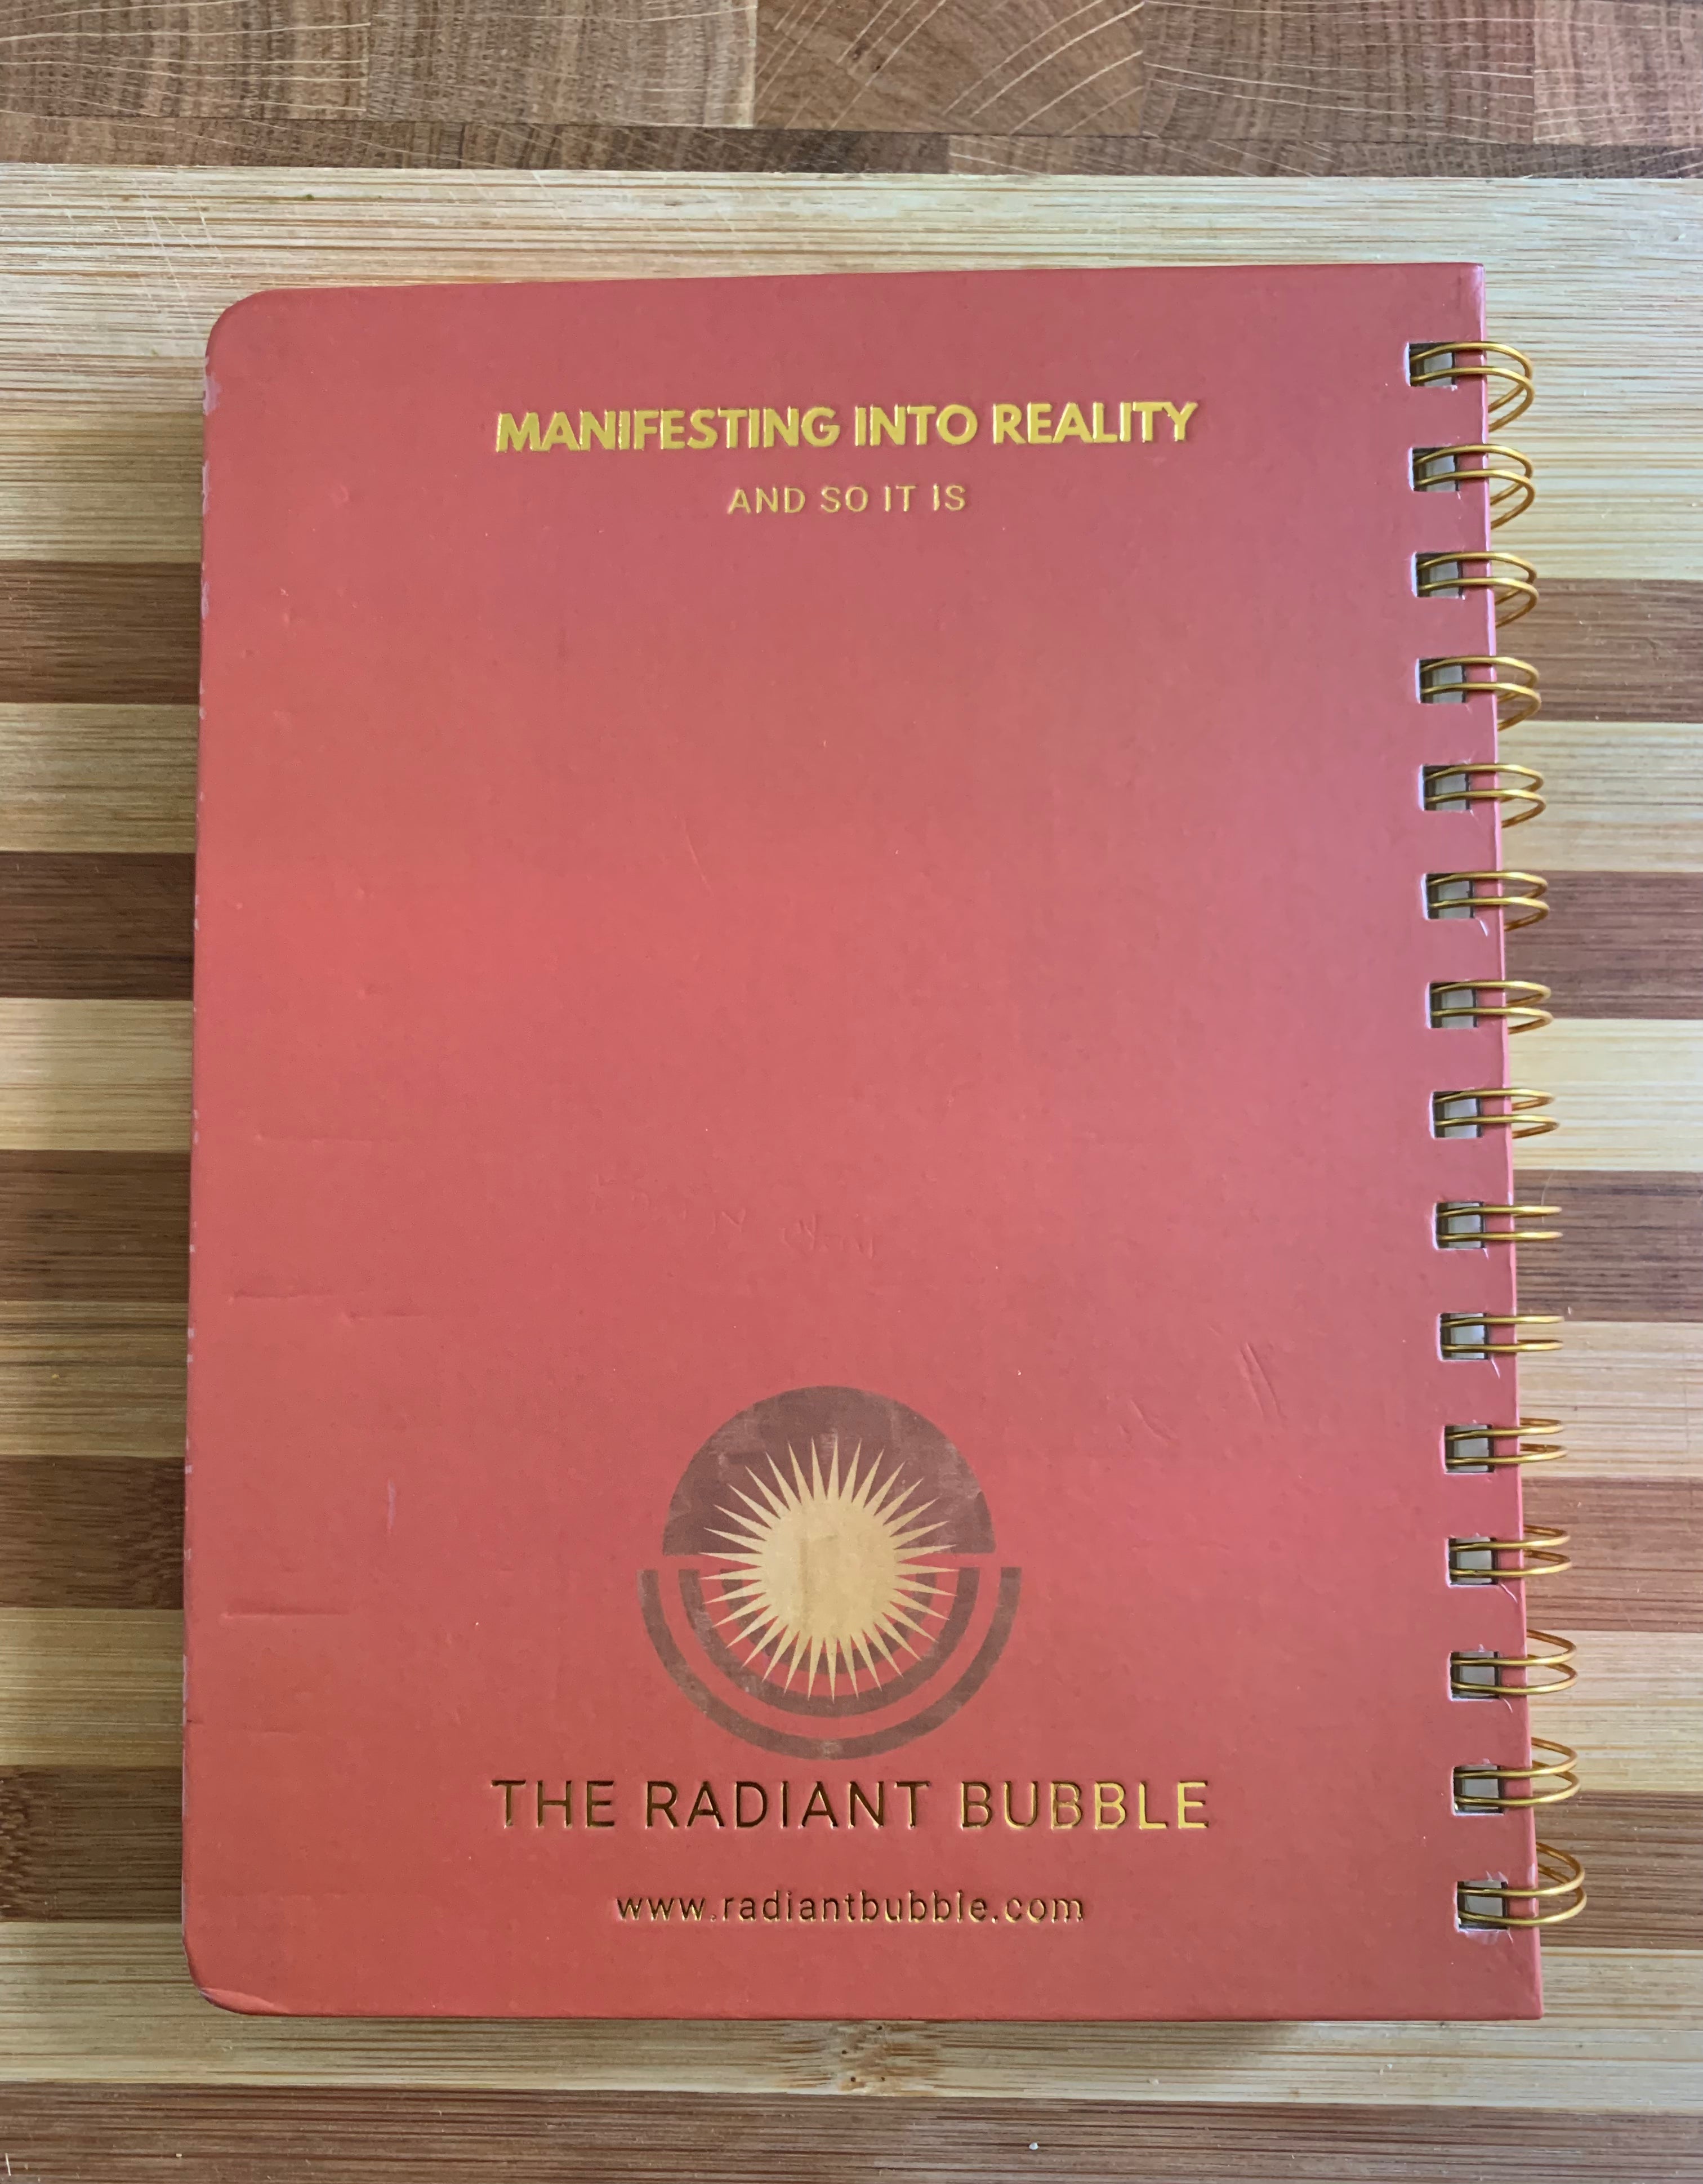 MANIFESTING INTO REALITY
AND SO IT IS
THE RADIANT BUBBLE
www.radiantbubble.com